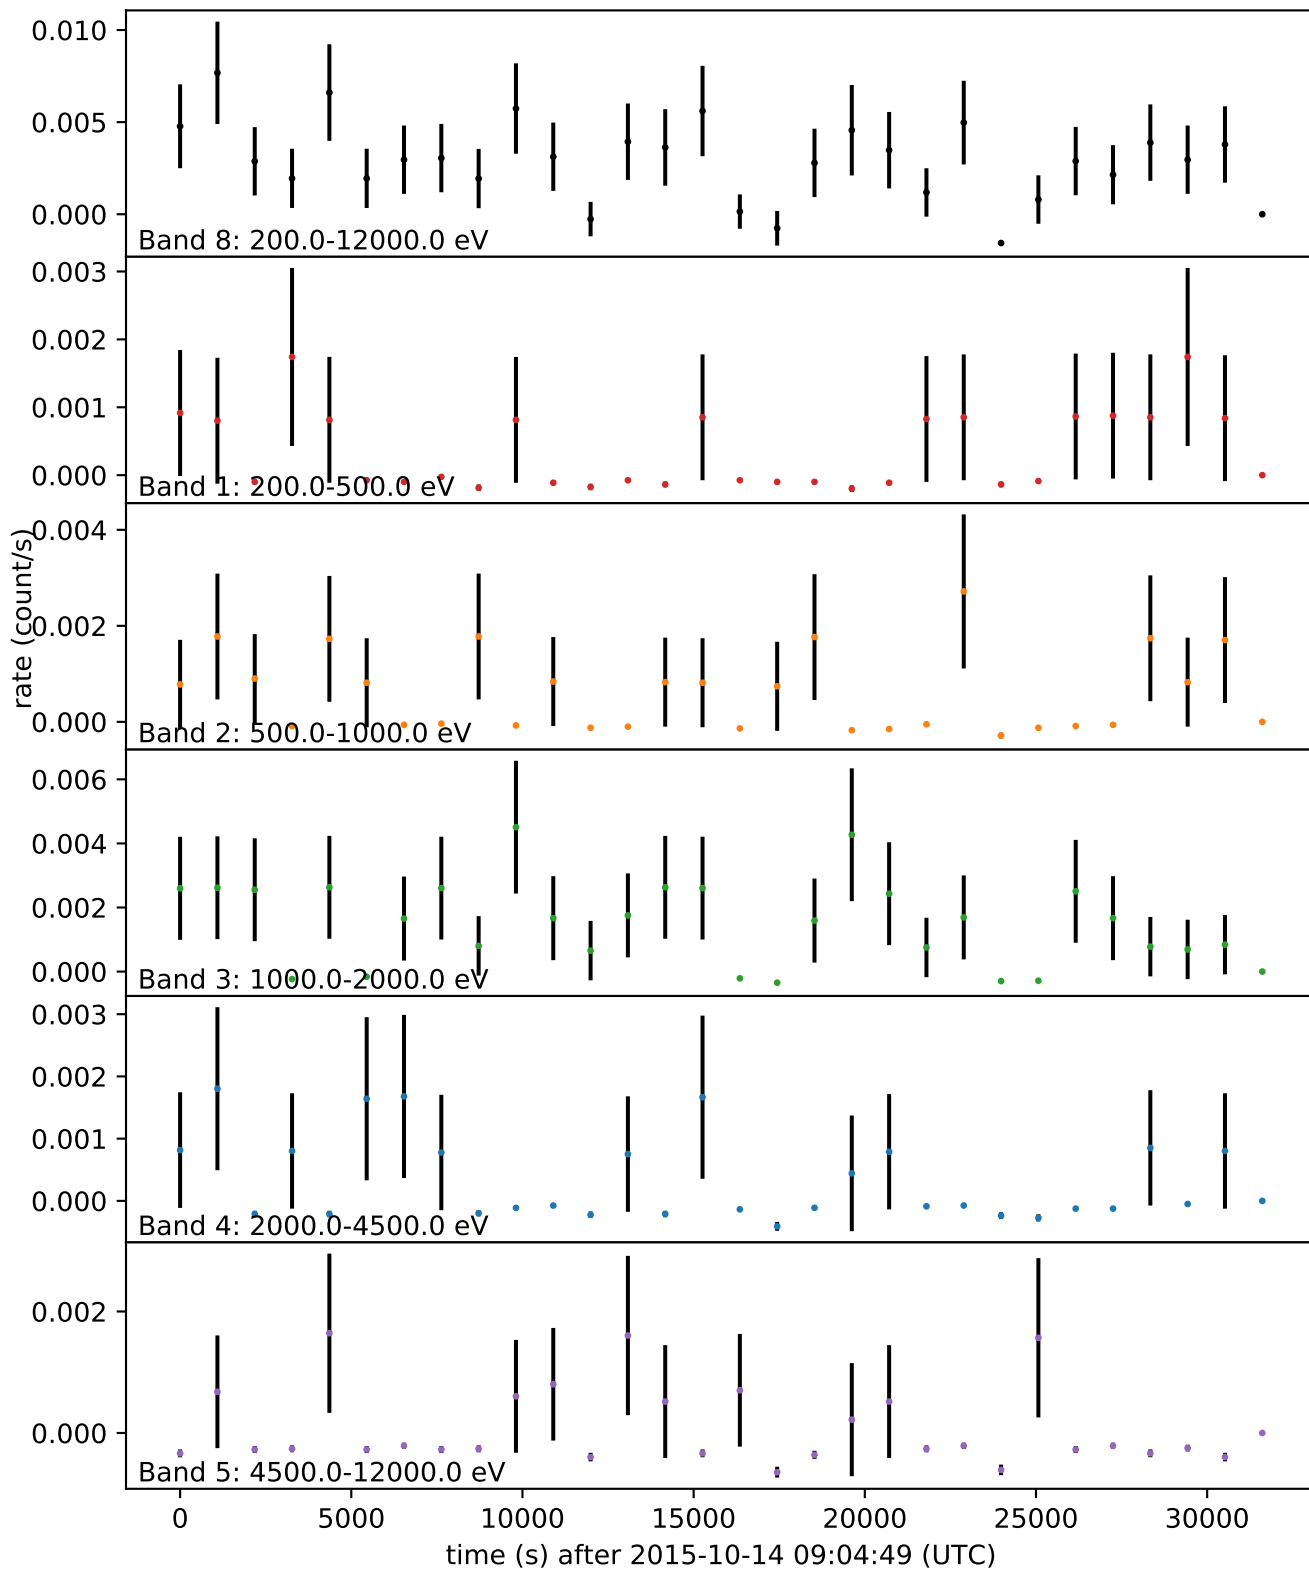 0.010
0.005
0.000
Band 8: 200.0-12000.0 eV
0.003
0.002
0.001
0.000
Band 1: 200.0-500.0 eV
rate (count/s)
0.004
0.002
0.000
Band 2: 500.0-1000.0 eV
0.006
0.004
0.002
0.000
Band 3: 1000.0-2000.0 eV
0.003
0.002
0.001
0.000
Band 4: 2000.0-4500.0 eV
0.002
0.000
Band 5: 4500.0-12000.0 eV
0 5000 10000 15000 20000 25000 30000
time (s) after 2015-10-14 09:04:49 (UTC)